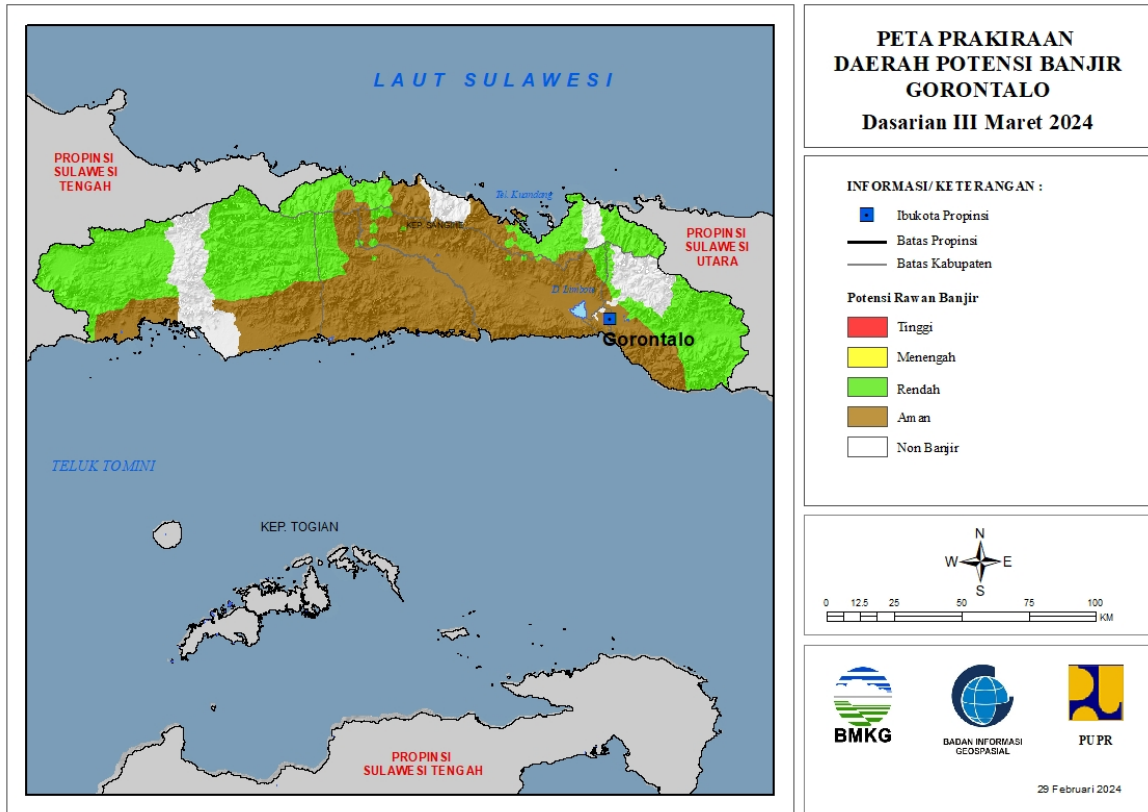 LAUT SULAWESI
PROPINSI
SULAWESI
TENGAH
Tel. Kuandang
KEP. SANGIHE
PROPINSI
SULAWESI
UTARA
D. Limboto
Gorontalo
TELUK TOMINI
KEP. TOGIAN
PROPINSI
SULAWESI TENGAH
PETA PRAKIRAAN
DAERAH POTENSI BANJIR
GORONTALO
Dasarian III Maret 2024
INFORMASI/ KETERANGAN :
Ibukota Propinsi
Batas Propinsi
Batas Kabupaten
Potensi Rawan Banjir
Tinggi
Menengah
Rendah
Aman
Non Banjir
N
W E
S
0 12.5 25 50 75 100
KM
BMKG
BADAN INFORMASI
GEOSPASIAL
PUPR
29 Februari 2024